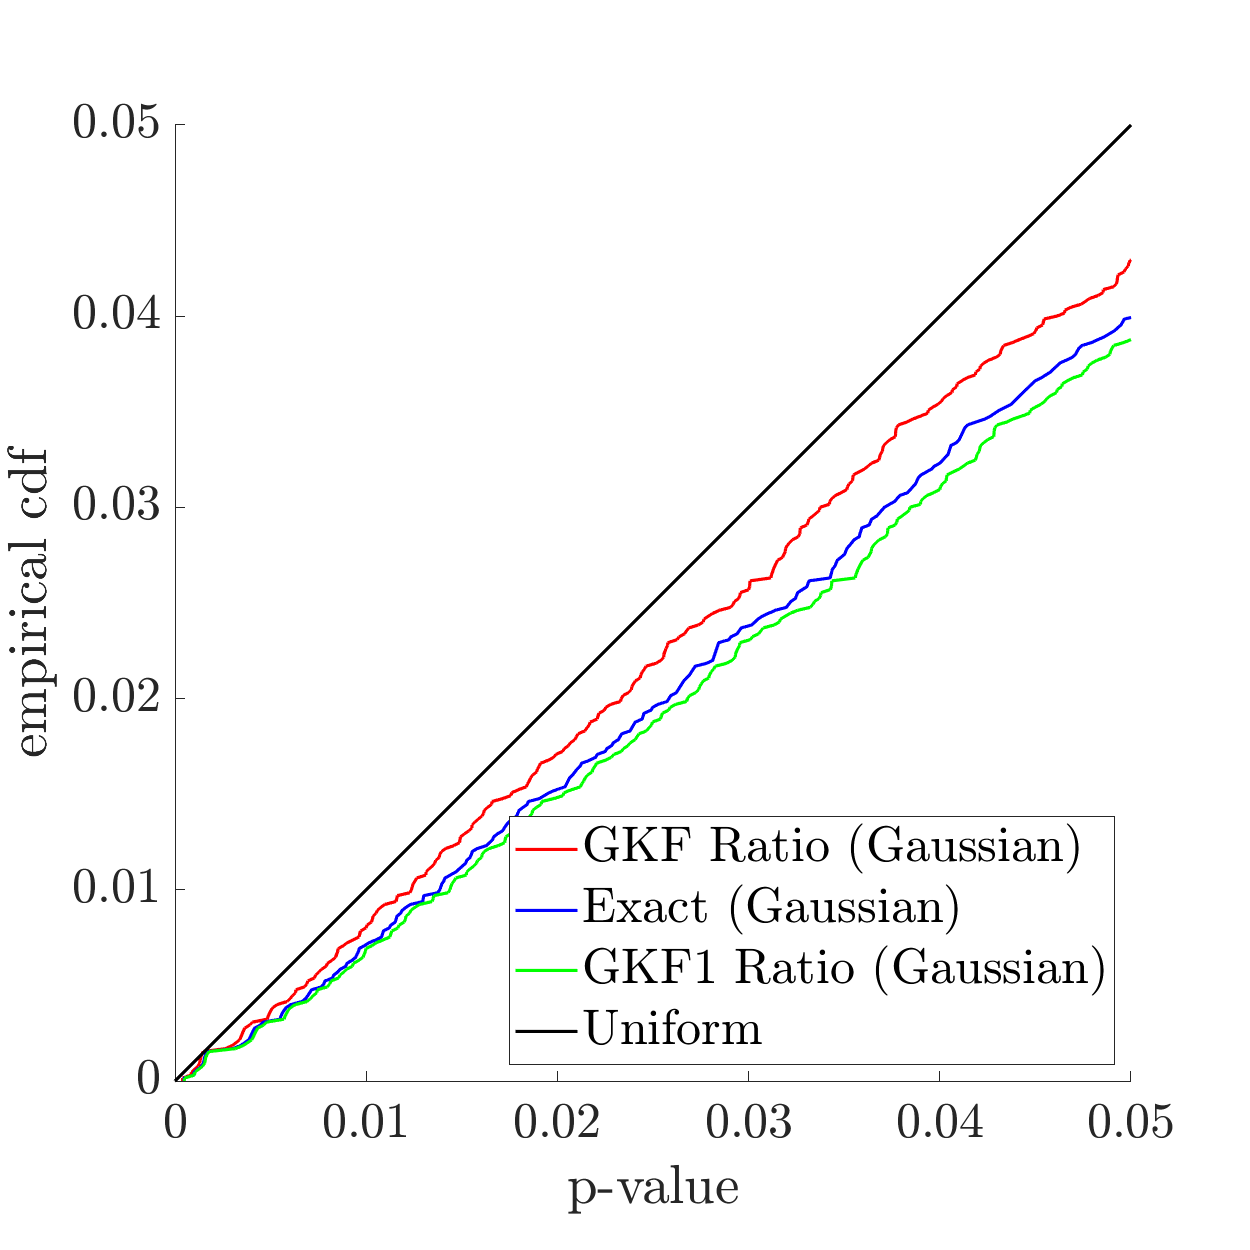 0.05
0.04
0.03
0.02
0.01
0
empirical cdf
GKF Ratio (Gaussian)
Exact (Gaussian)
GKF1 Ratio (Gaussian)
Uniform
0 0.01 0.02 0.03 0.04 0.05
p-value